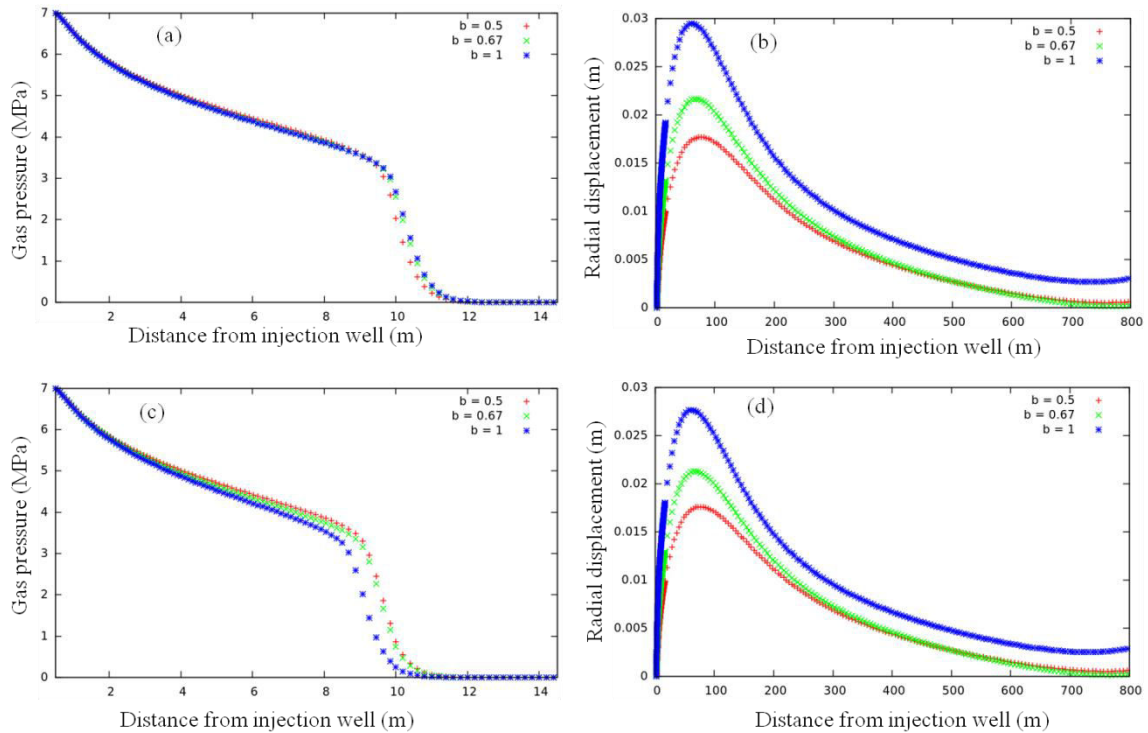 (a)
b = 0.5
b = 0.67
b = 1
Gas pressure (MPa)
7
6
5
4
3
2
1
0
2 4 6 8 10 12 14
Distance from injection well (m)
(b)
b = 0.5
b = 0.67
b = 1
Radial displacement (m)
0.03
0.025
0.02
0.015
0.01
0.005
0
0 100 200 300 400 500 600 700 800
Distance from injection well (m)
(c)
b = 0.5
b = 0.67
b = 1
Gas pressure (MPa)
7
6
5
4
3
2
1
0
2 4 6 8 10 12 14
Distance from injection well (m)
(d)
b = 0.5
b = 0.67
b = 1
Radial displacement (m)
0.03
0.025
0.02
0.015
0.01
0.005
0
0 100 200 300 400 500 600 700 800
Distance from injection well (m)